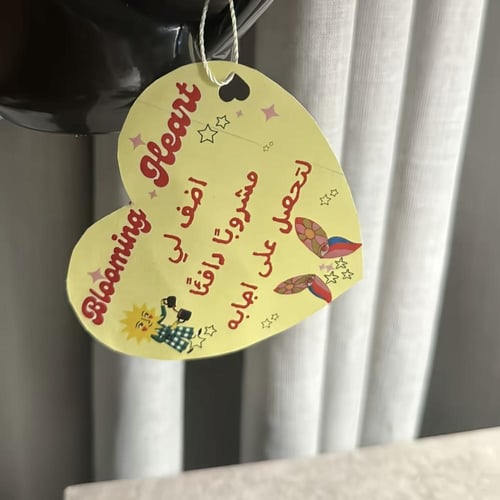 Blooming Heart
اضف لي
مشروبًا دافئًا
لتحصل على اجابه